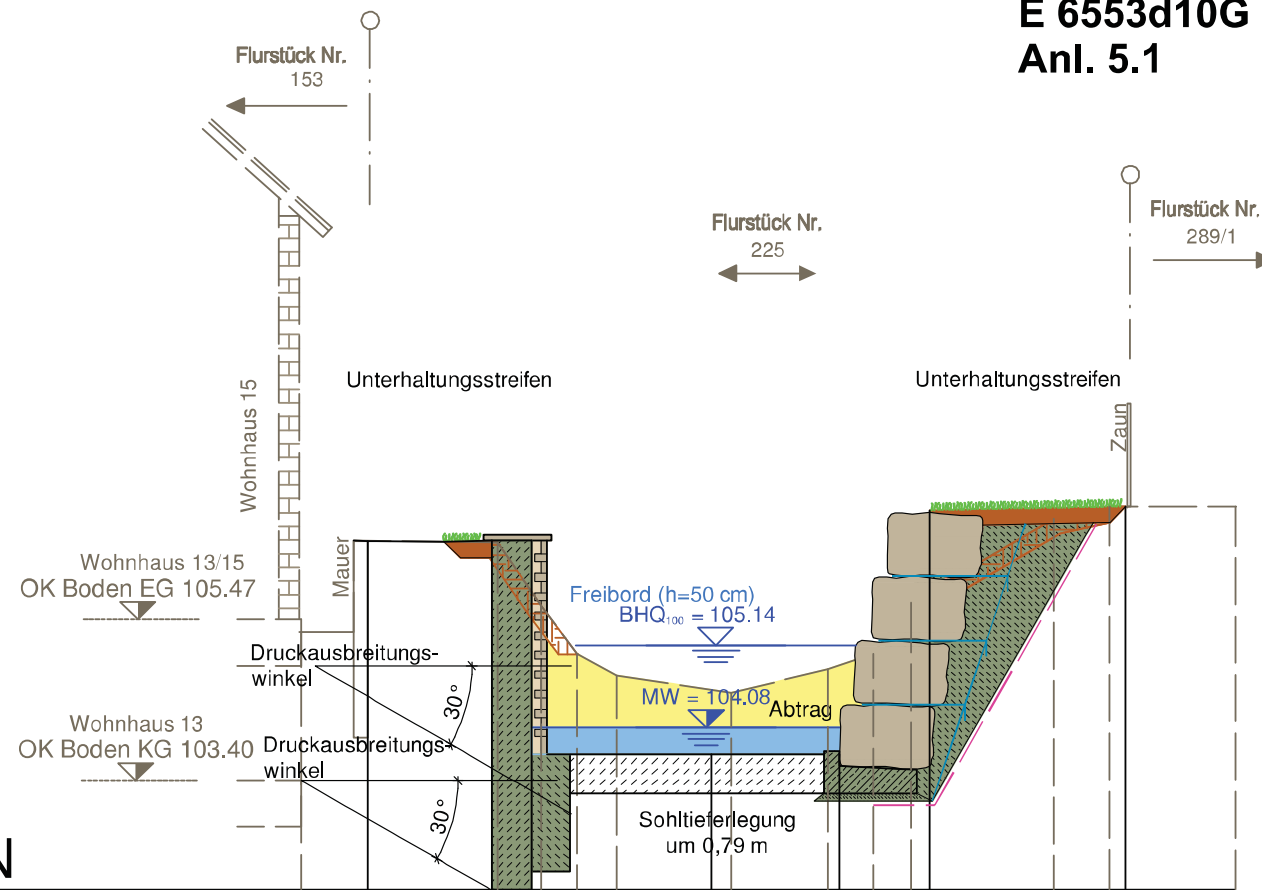 E 6553d10G
Anl. 5.1
Flurstück Nr.
153
Flurstück Nr.
225
Flurstück Nr.
289/1
Unterhaltungsstreifen
Unterhaltungsstreifen
Wohnhaus 15
Zaun
Mauer
Wohnhaus 13/15
OK Boden EG 105.47
Freibord (h=50 cm)
BHQ₁₀₀ = 105.14
Druckausbreitungs-
winkel
30°
MW = 104.08
Abtrag
Wohnhaus 13
OK Boden KG 103.40
Druckausbreitungs-
winkel
30°
Sohltieferlegung
um 0,79 m
N